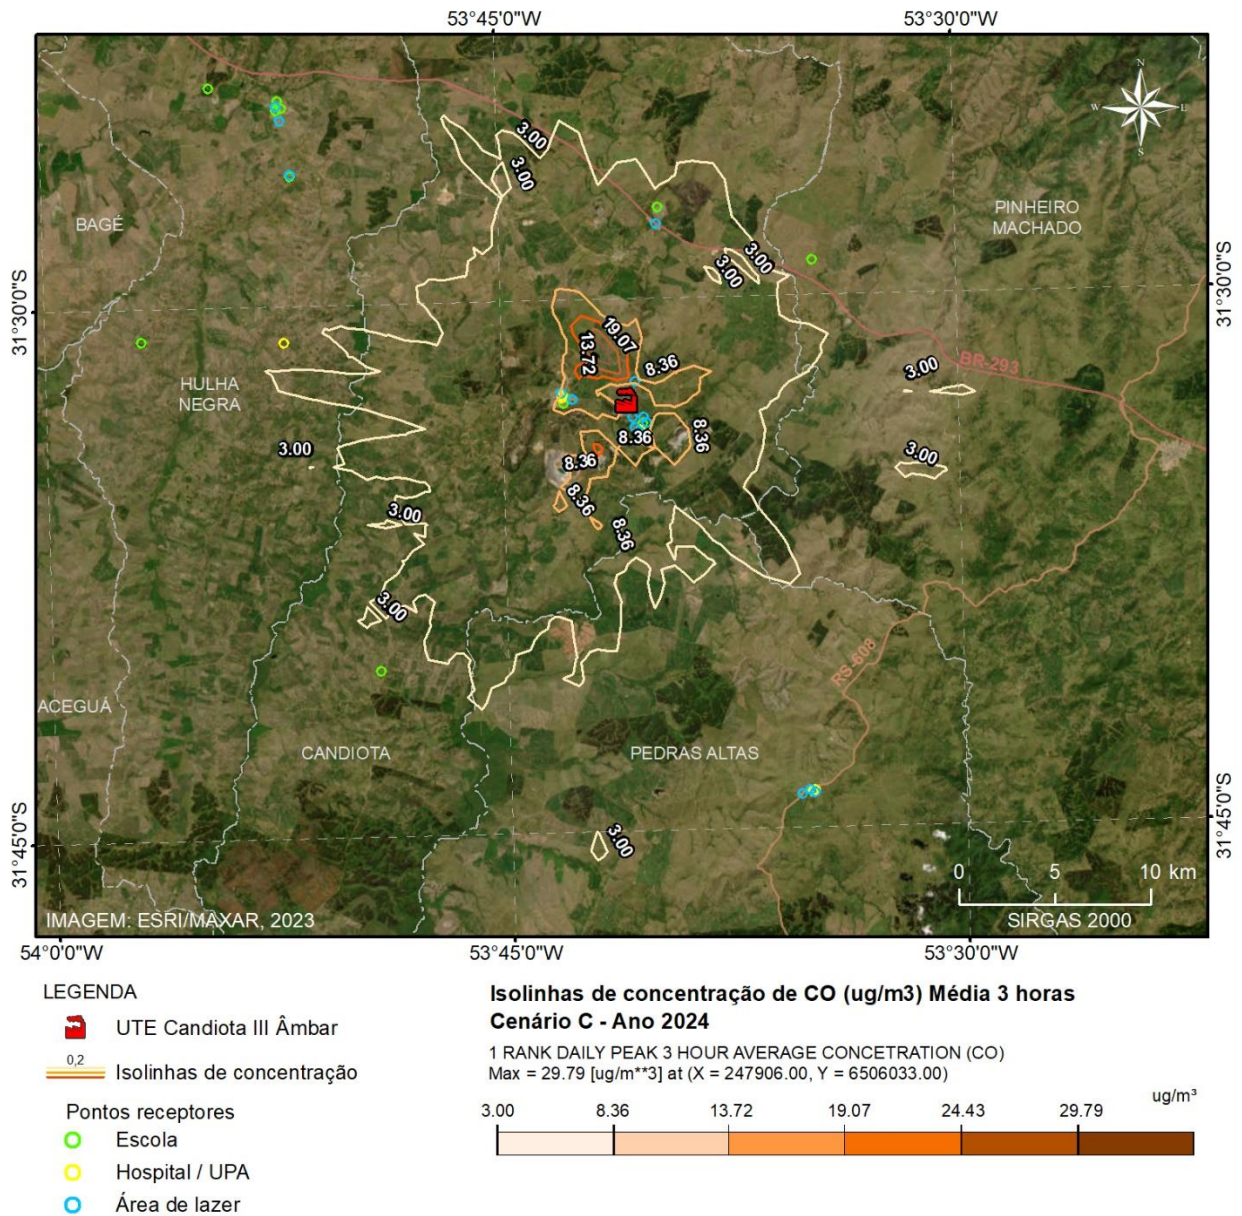 53°45'0"W
53°30'0"W
N
W
E
S
3.00
3.00
BAGÉ
PINHEIRO
MACHADO
3.00
3.00
31°30'0"S
31°30'0"S
19.07
13.72
8.36
3.00
BR-293
HULHA
NEGRA
8.36
8.36
3.00
8.36
3.00
8.36
3.00
8.36
3.00
RS-608
ACEGUÁ
CANDIOTA
PEDRAS ALTAS
3.00
31°45'0"S
31°45'0"S
0 5 10 km
IMAGEM: ESRI/MAXAR, 2023
SIRGAS 2000
54°0'0"W
53°45'0"W
53°30'0"W
LEGENDA
UTE Candiota III Âmbar
0,2
Isolinhas de concentração
Pontos receptores
Escola
Hospital / UPA
Área de lazer
Isolinhas de concentração de CO (ug/m3) Média 3 horas
Cenário C - Ano 2024
1 RANK DAILY PEAK 3 HOUR AVERAGE CONCETRATION (CO)
Max = 29.79 [ug/m**3] at (X = 247906.00, Y = 6506033.00)
ug/m³
3.00 8.36 13.72 19.07 24.43 29.79